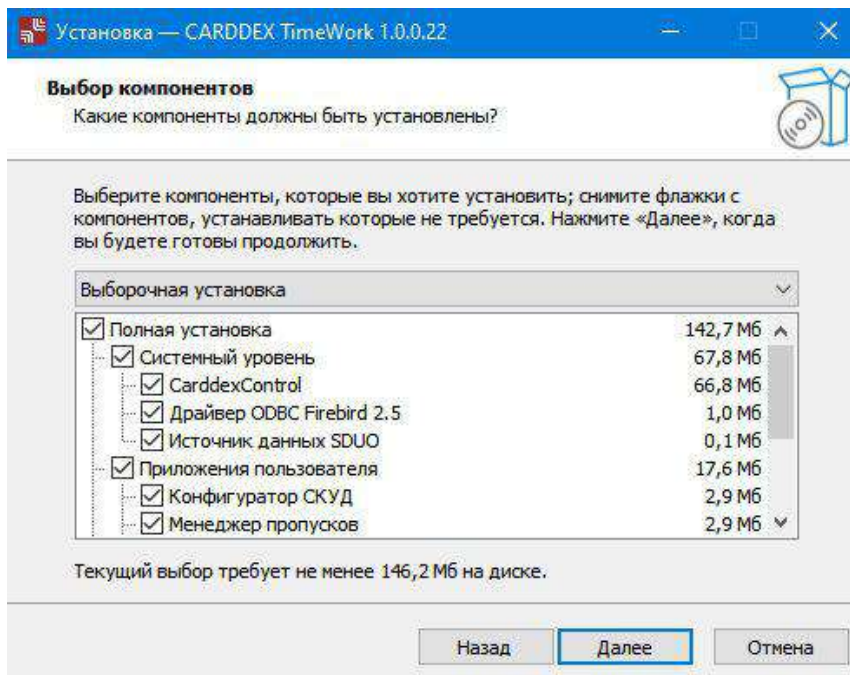 Установка — CARDDEX TimeWork 1.0.0.22
Выбор компонентов
Какие компоненты должны быть установлены?
Выберите компоненты, которые вы хотите установить; снимите флажки с
компонентов, устанавливать которые не требуется. Нажмите «Далее», когда
вы будете готовы продолжить.
Выборочная установка
Полная установка 142,7 Мб
Системный уровень 67,8 Мб
CarddexControl 66,8 Мб
Драйвер ODBC Firebird 2.5 1,0 Мб
Источник данных SDUO 0,1 Мб
Приложения пользователя 17,6 Мб
Конфигуратор СКУД 2,9 Мб
Менеджер пропусков 2,9 Мб
Текущий выбор требует не менее 146,2 Мб на диске.
Назад Далее Отмена